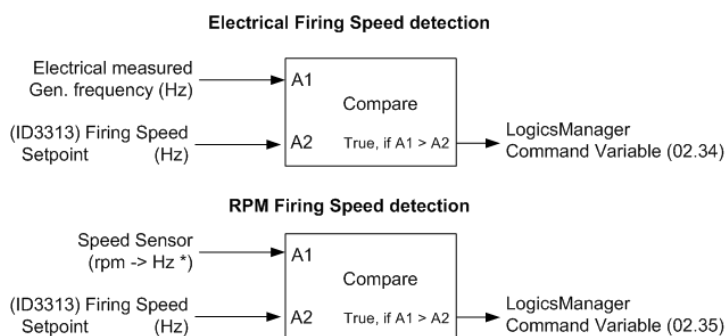 Electrical Firing Speed detection
Electrical measured
Gen. frequency (Hz)
A1
Compare
(ID3313) Firing Speed
Setpoint (Hz)
A2
True, if A1 > A2
LogicsManager
Command Variable (02.34)
RPM Firing Speed detection
Speed Sensor
(rpm -> Hz *)
A1
Compare
(ID3313) Firing Speed
Setpoint (Hz)
A2
True, if A1 > A2
LogicsManager
Command Variable (02.35)